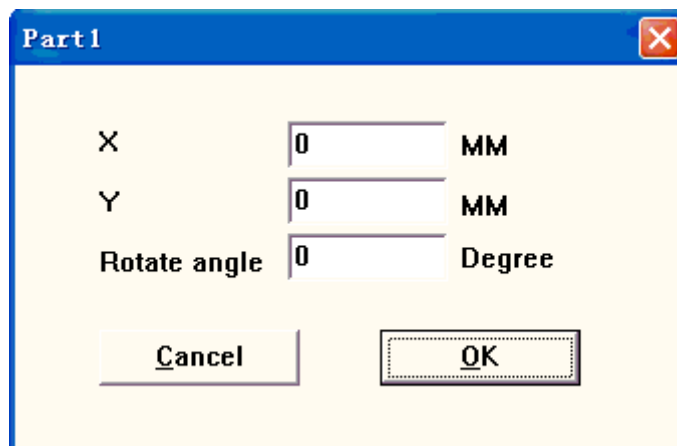 Part1
X 0 MM
Y 0 MM
Rotate angle 0 Degree
Cancel OK